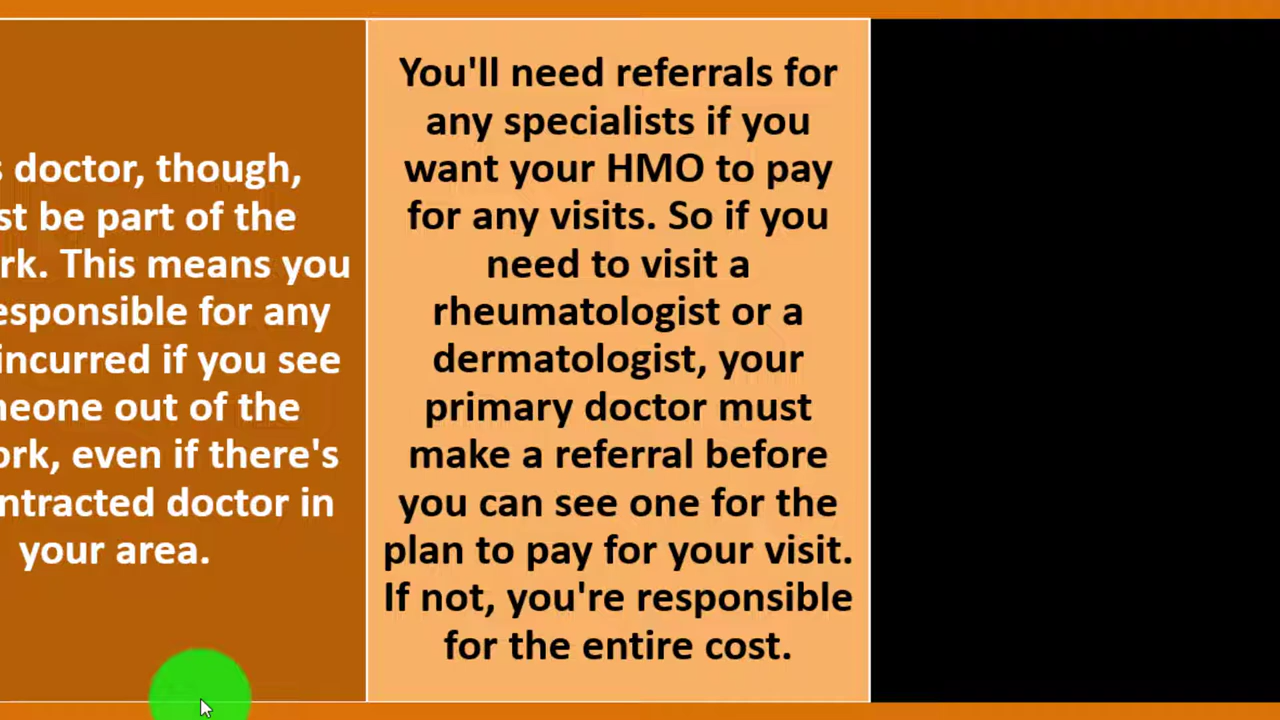 s doctor, though,
st be part of the
rk. This means you
esponsible for any
incurred if you see
meone out of the
ork, even if there's
ntracted doctor in
your area.
You'll need referrals for
any specialists if you
want your HMO to pay
for any visits. So if you
need to visit a
rheumatologist or a
dermatologist, your
primary doctor must
make a referral before
you can see one for the
plan to pay for your visit.
If not, you're responsible
for the entire cost.